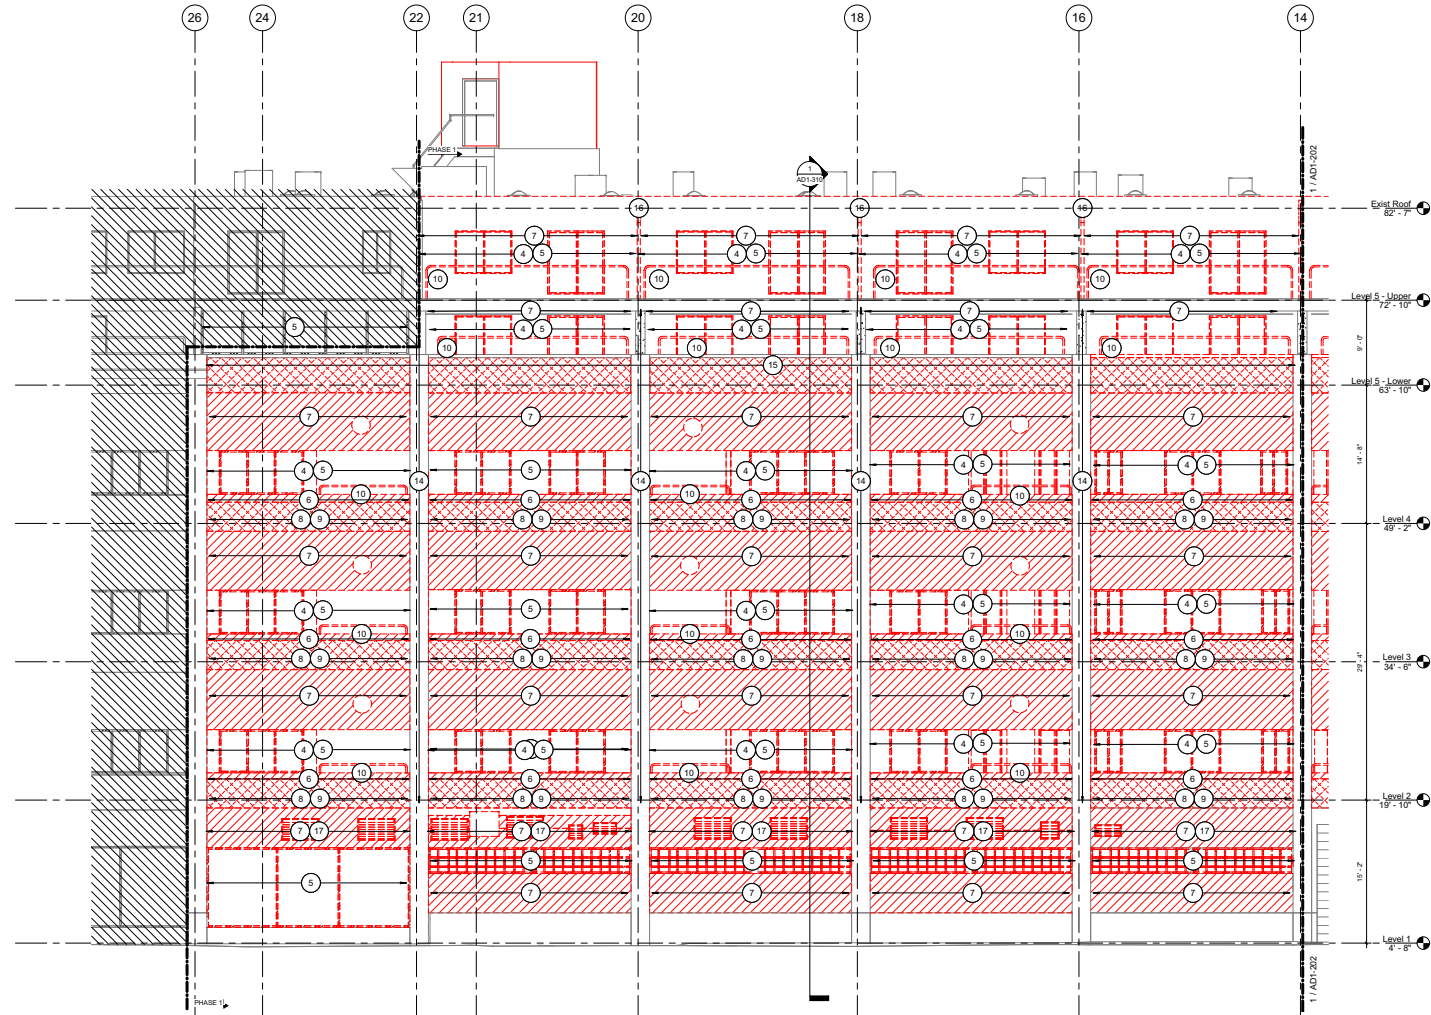 26 24 22 21 20 18 16 14
PHASE 1
1
AD1-310
1 / AD1-202
16 16 16
Exist Roof
82' - 7"
7 7 7 7
4 5 4 5 4 5 4 5
10 10 10 10
Level 5 - Upper
72' - 10"
7 7 7 7
5 4 5 4 5 4 5
10 10 10 10
9' - 0"
15
Level 5 - Lower
63' - 10"
7 7 7 7 7
14' - 8"
4 5 5 4 5 4 5 4 5
14 14 14 14
10 10 10
6 6 6 6 6
8 9 8 9 8 9 8 9 8 9
Level 4
49' - 2"
7 7 7 7 7
4 5 5 4 5 4 5 4 5
10 10 10
6 6 6 6 6
8 9 8 9 8 9 8 9 8 9
Level 3
34' - 6"
29' - 4"
7 7 7 7 7
4 5 4 5 4 5 4 5 4 5
10 10 10
6 6 6 6 6
8 9 8 9 8 9 8 9 8 9
Level 2
19' - 10"
7 17 7 17 7 17 7 17 7 17
5 5 5 5
5
15' - 2"
7 7 7 7
Level 1
4' - 8"
1 / AD1-202
PHASE 1